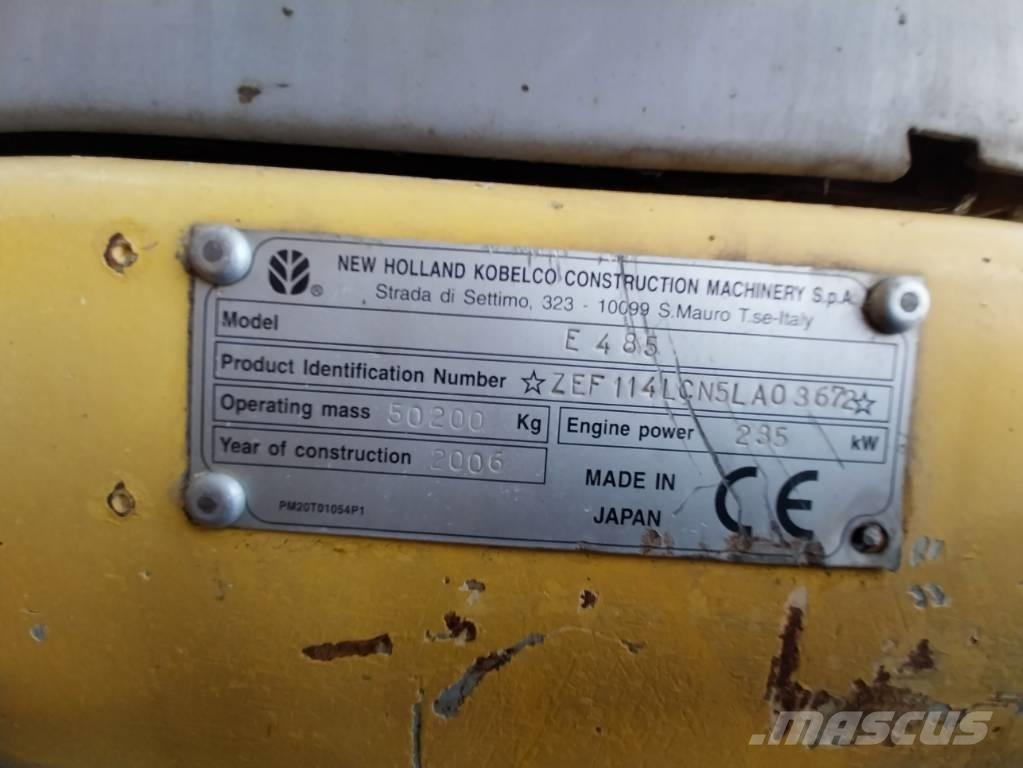 NEW HOLLAND KOBELCO CONSTRUCTION MACHINERY S.p.A.
Strada di Settimo, 323 - 10099 S.Mauro T.se-Italy
Model E 485
Product Identification Number ☆ZEF114LCN5LA03672☆
Operating mass 50200 Kg Engine power 235 kW
Year of construction 2006
MADE IN
JAPAN
CE
PM20T01054P1
®
MASCUS